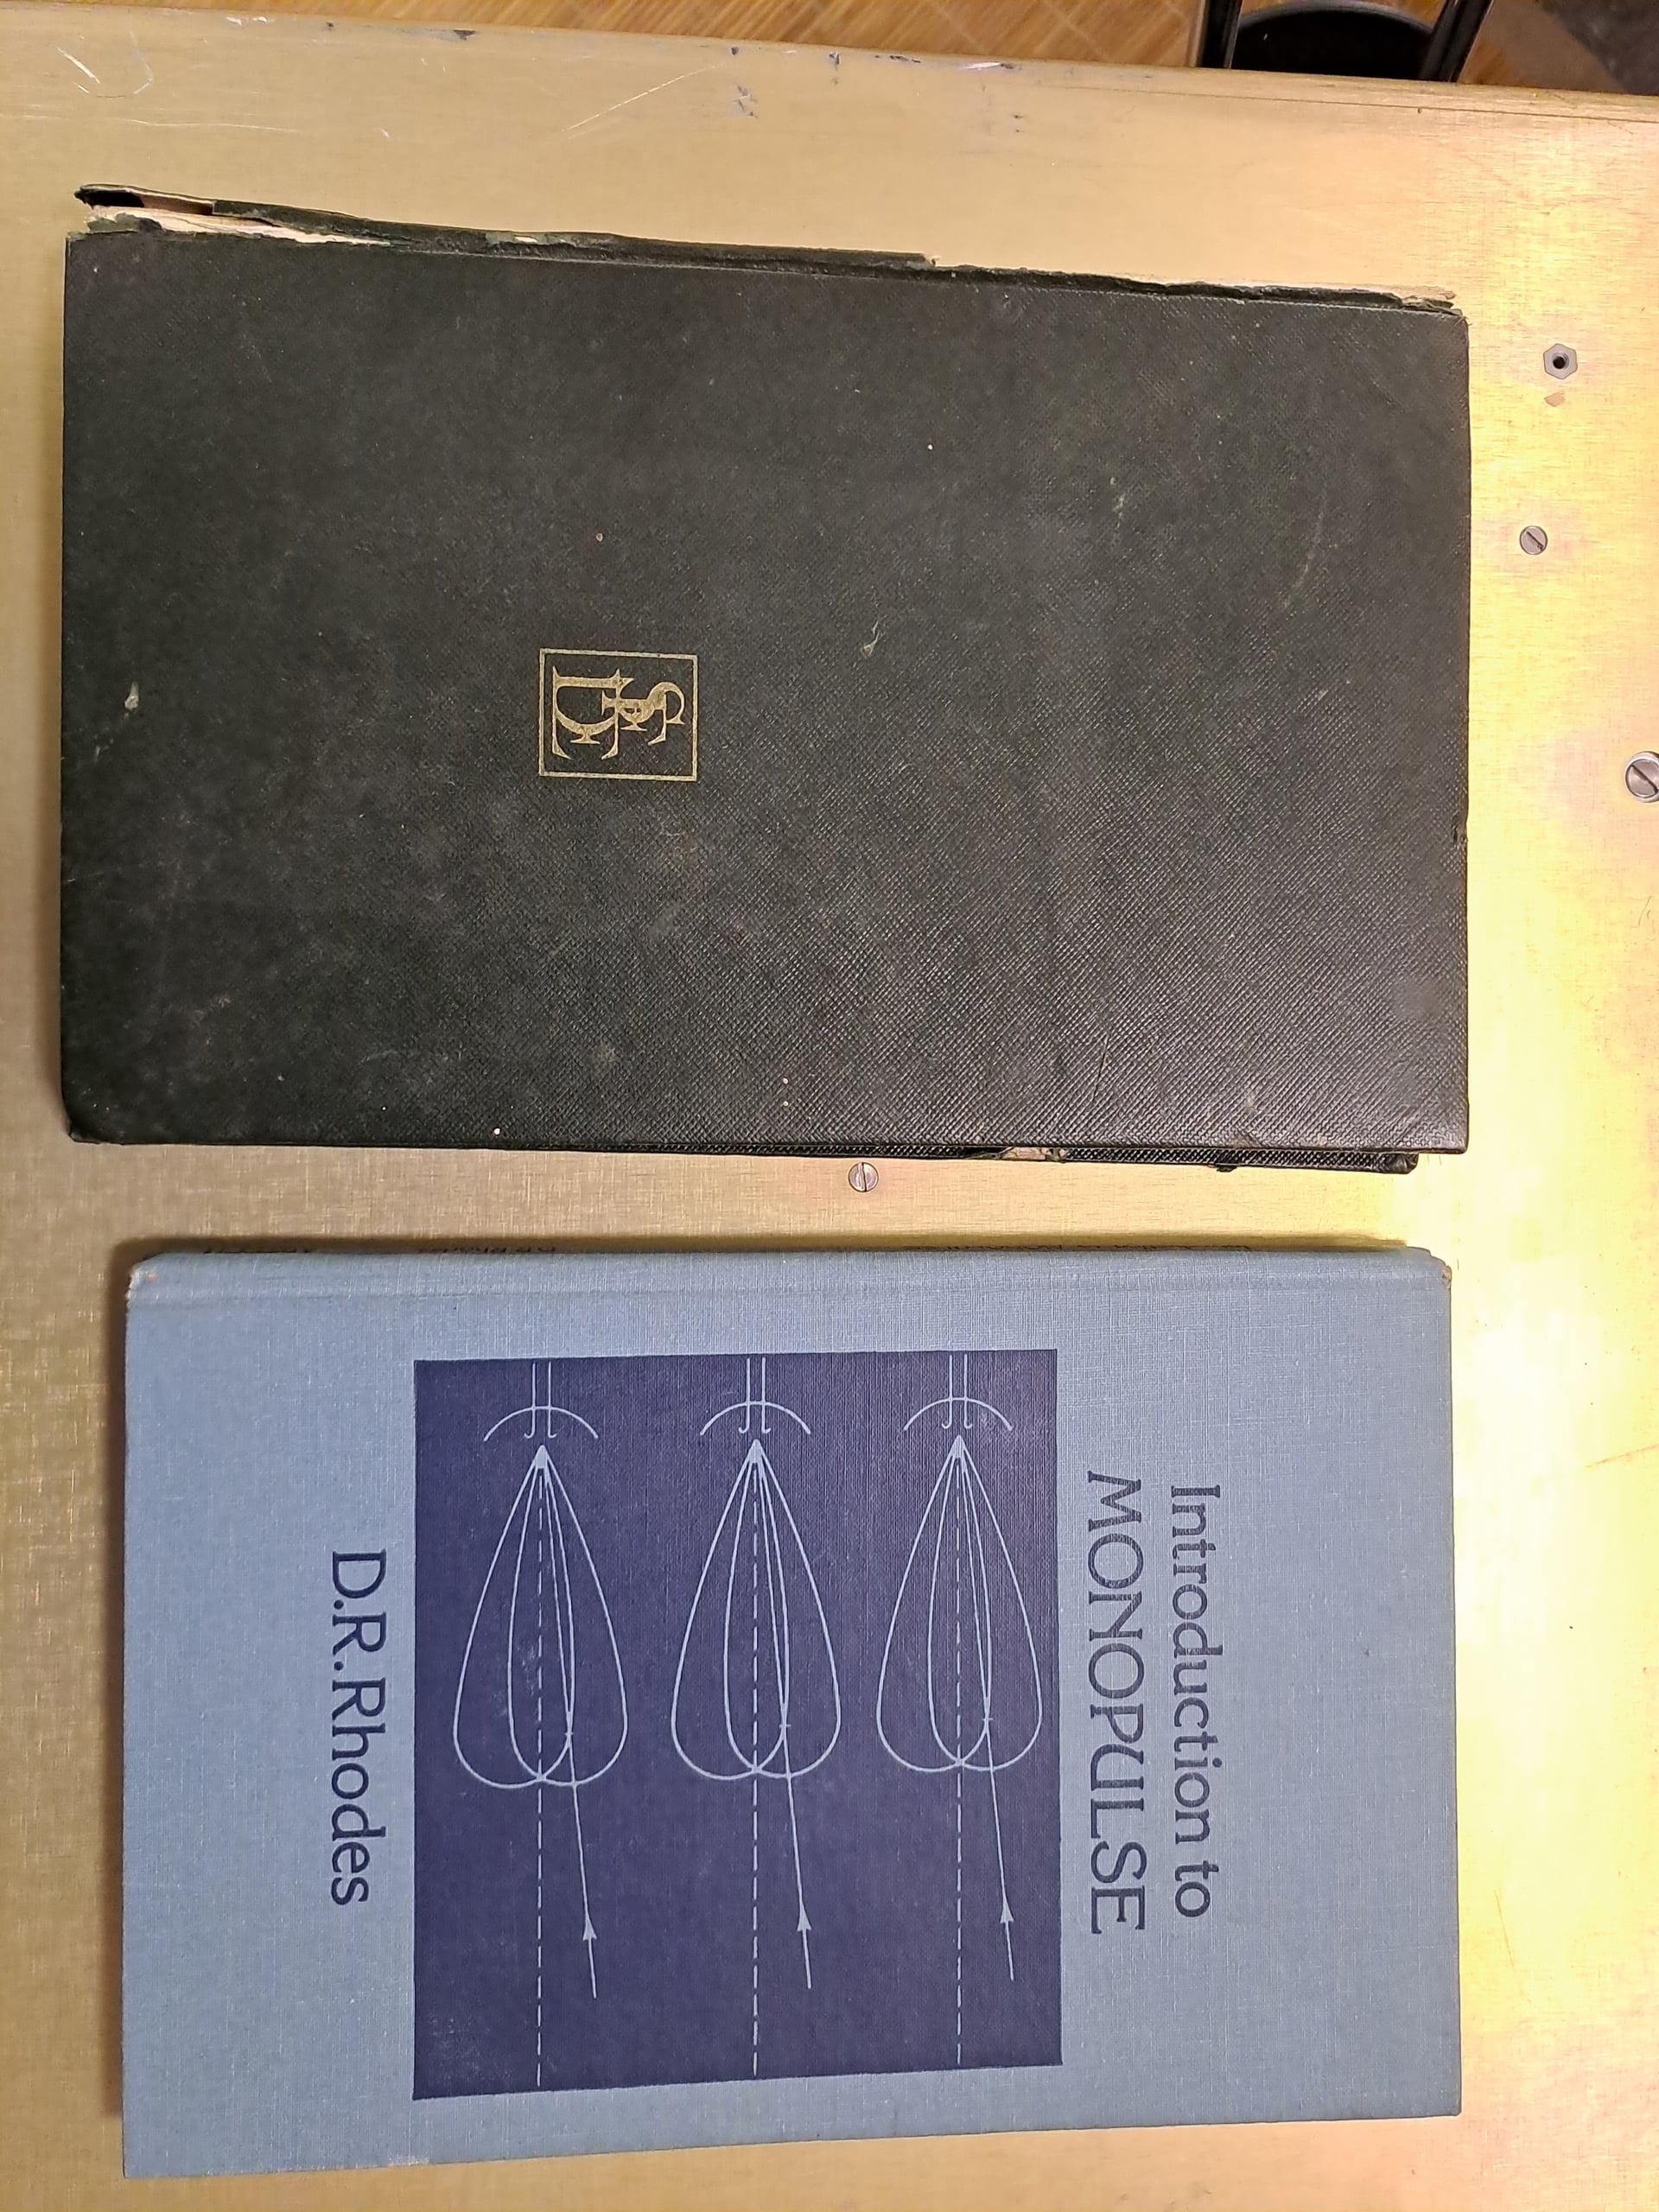 Introduction to
MONOPULSE
D.R.Rhodes